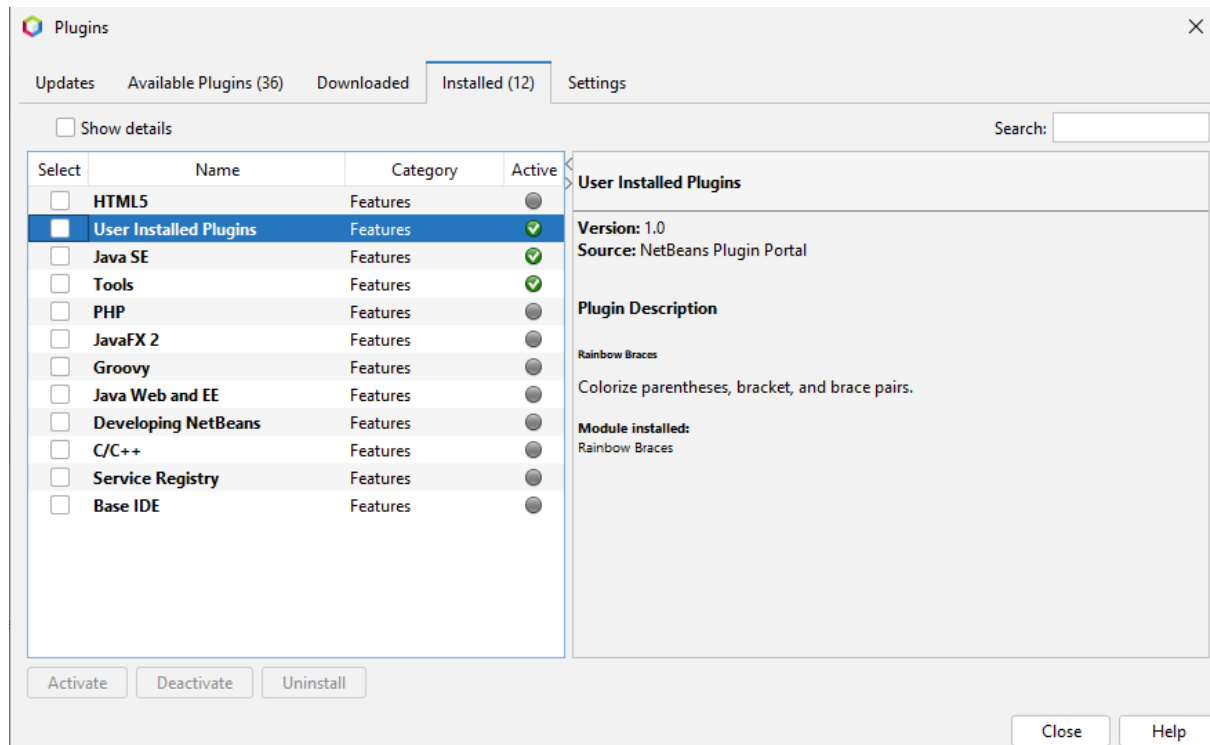 Plugins
Updates Available Plugins (36) Downloaded Installed (12) Settings
Show details Search:
Select Name Category Active
HTML5 Features
User Installed Plugins Features
Java SE Features
Tools Features
PHP Features
JavaFX 2 Features
Groovy Features
Java Web and EE Features
Developing NetBeans Features
C/C++ Features
Service Registry Features
Base IDE Features
User Installed Plugins
Version: 1.0
Source: NetBeans Plugin Portal
Plugin Description
Rainbow Braces
Colorize parentheses, bracket, and brace pairs.
Module installed:
Rainbow Braces
Activate Deactivate Uninstall
Close Help